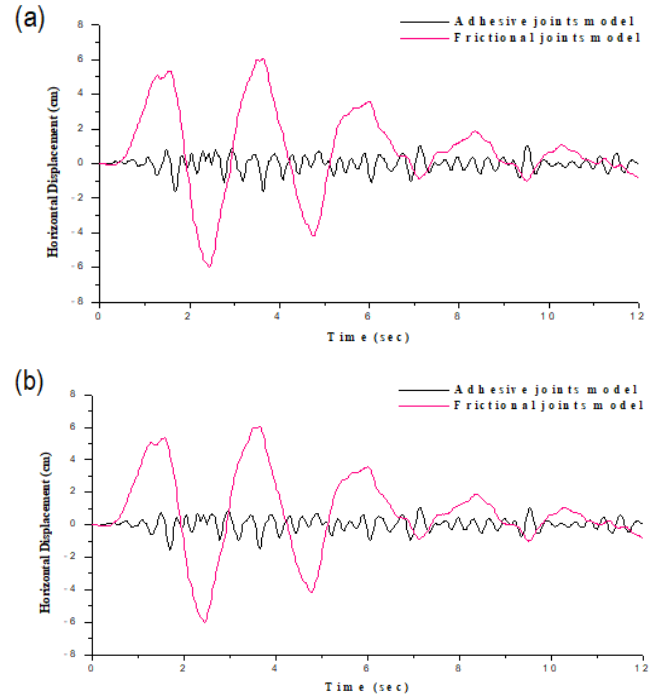 (a)
8
Adhesive joints model
Frictional joints model
6
4
2
0
-2
-4
-6
-8
Horizontal Displacement (cm)
0 2 4 6 8 10 12
Time (sec)
(b)
8
Adhesive joints model
Frictional joints model
6
4
2
0
-2
-4
-6
-8
Horizontal Displacement (cm)
0 2 4 6 8 10 12
Time (sec)